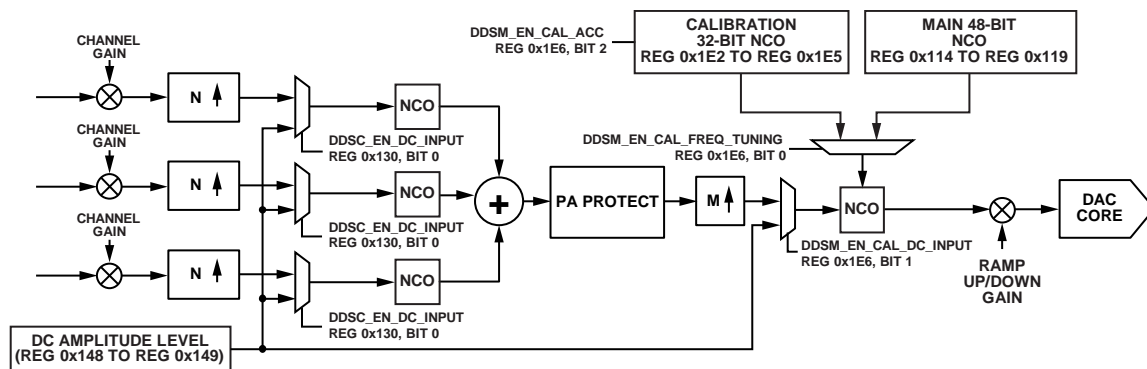 CHANNEL
GAIN
N
DDSC_EN_DC_INPUT
REG 0x130, BIT 0
NCO
CHANNEL
GAIN
N
DDSC_EN_DC_INPUT
REG 0x130, BIT 0
NCO
CHANNEL
GAIN
N
DDSC_EN_DC_INPUT
REG 0x130, BIT 0
NCO
DC AMPLITUDE LEVEL
(REG 0x148 TO REG 0x149)
+
PA PROTECT
M
DDSM_EN_CAL_ACC
REG 0x1E6, BIT 2
CALIBRATION
32-BIT NCO
REG 0x1E2 TO REG 0x1E5
MAIN 48-BIT
NCO
REG 0x114 TO REG 0x119
DDSM_EN_CAL_FREQ_TUNING
REG 0x1E6, BIT 0
NCO
DDSM_EN_CAL_DC_INPUT
REG 0x1E6, BIT 1
RAMP
UP/DOWN
GAIN
DAC
CORE